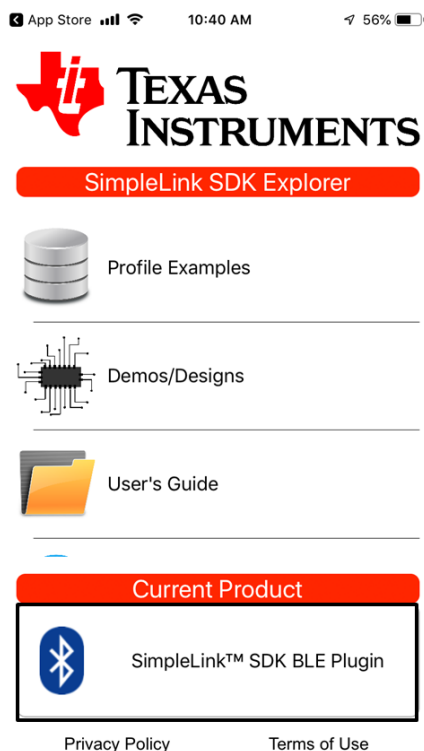 App Store 10:40 AM 56%
TEXAS
INSTRUMENTS
SimpleLink SDK Explorer
Profile Examples
Demos/Designs
User's Guide
Current Product
SimpleLink™ SDK BLE Plugin
Privacy Policy Terms of Use